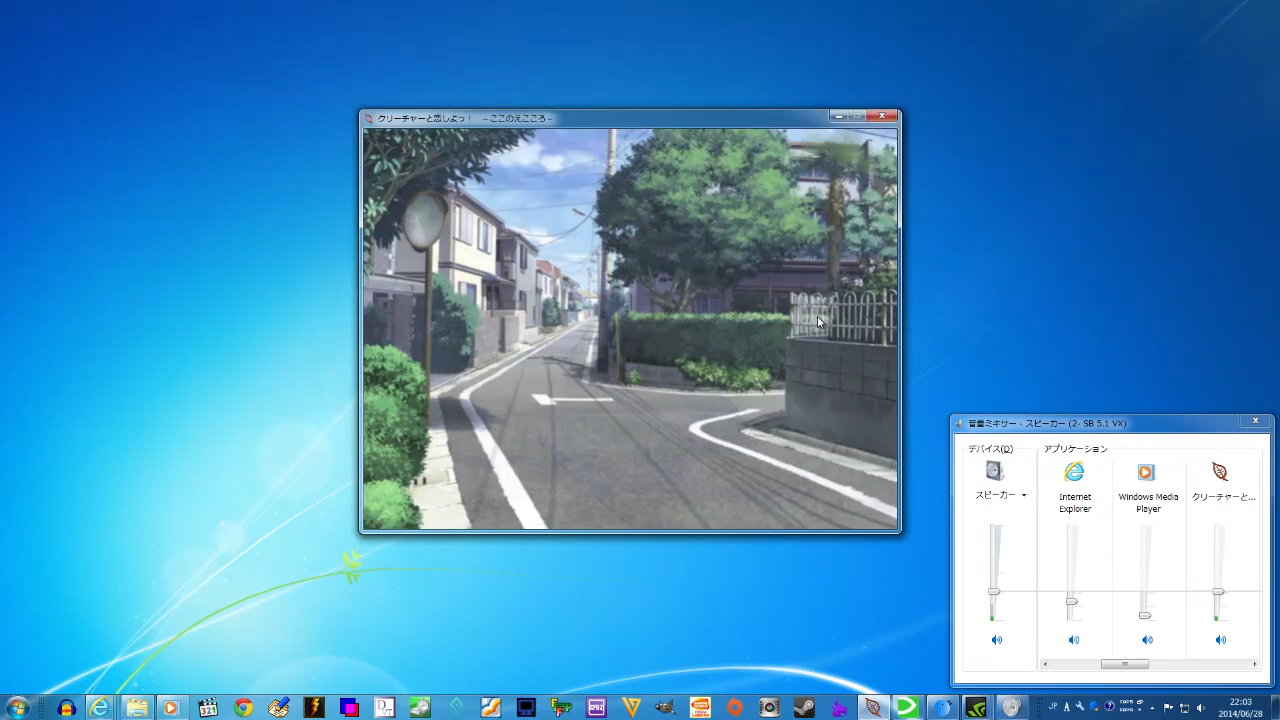 クリーチャーと恋しよっ！ －ここのえこころ－
音量ミキサー - スピーカー (2- SB 5.1 VX)
デバイス(D)
アプリケーション
スピーカー
Internet Explorer
Windows Media Player
クリーチャーと...
JP
22:03
2014/06/28